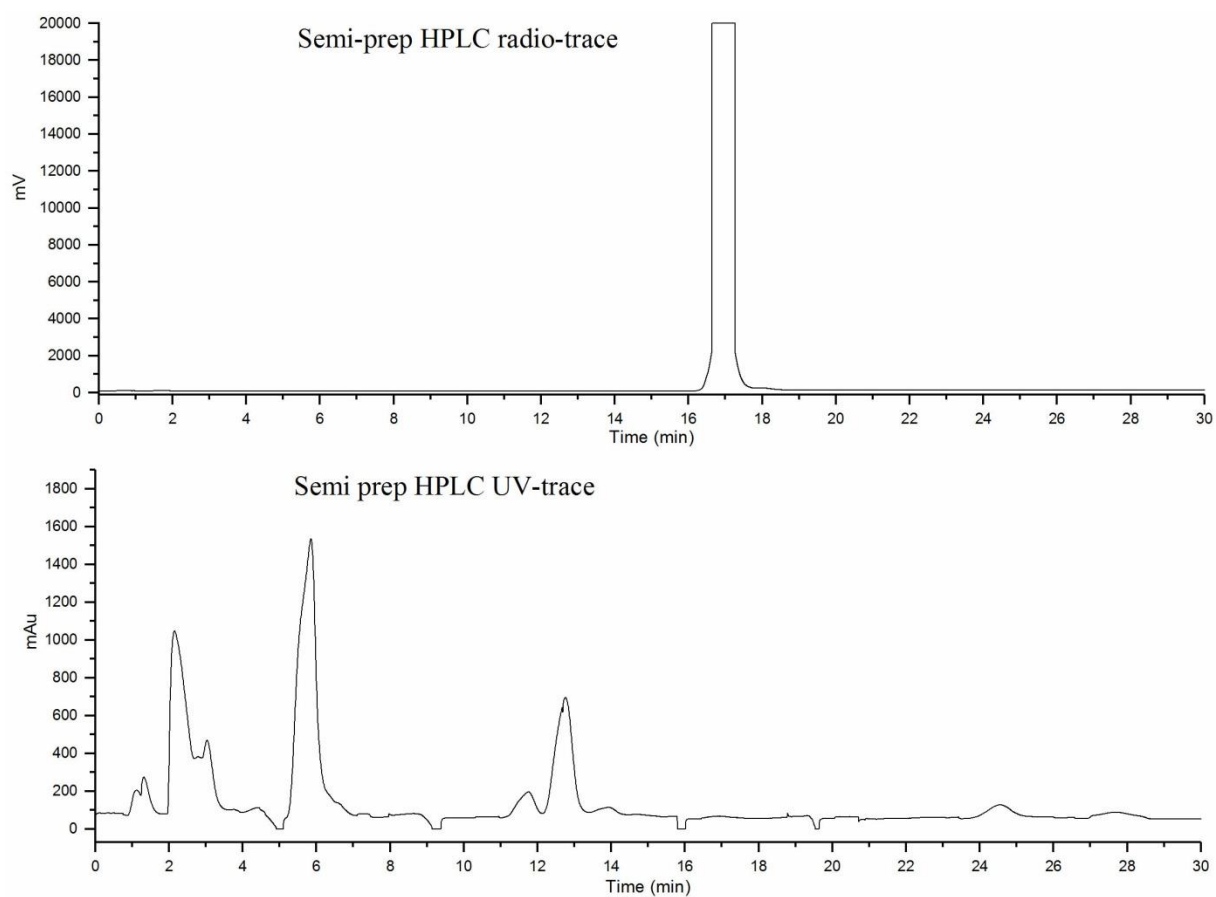 Semi-prep HPLC radio-trace
20000
18000
16000
14000
12000
10000
8000
6000
4000
2000
0
mV
0 2 4 6 8 10 12 14 16 18 20 22 24 26 28 30
Time (min)
Semi prep HPLC UV-trace
1800
1600
1400
1200
1000
800
600
400
200
0
mAu
0 2 4 6 8 10 12 14 16 18 20 22 24 26 28 30
Time (min)